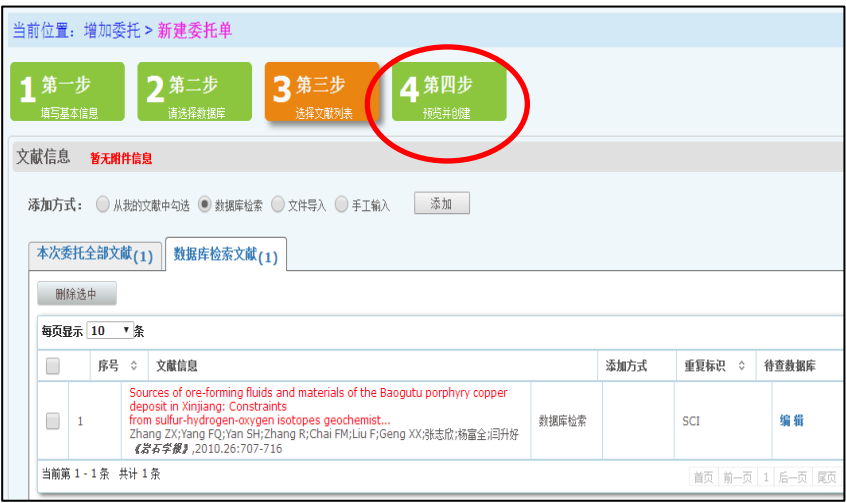 当前位置：增加委托 > 新建委托单
1 第一步 填写基本信息
2 第二步 请选择数据库
3 第三步 选择文献列表
4 第四步 预览并创建
文献信息 暂无附件信息
添加方式： 从我的文献中勾选 数据库检索 文件导入 手工输入 添加
本次委托全部文献(1) 数据库检索文献(1)
删除选中
每页显示 10 条
序号 文献信息 添加方式 重复标识 待查数据库
Sources of ore-forming fluids and materials of the Baogutu porphyry copper
deposit in Xinjiang: Constraints
from sulfur-hydrogen-oxygen isotopes geochemist...
1 数据库检索 SCI 编 辑
Zhang ZX;Yang FQ;Yan SH;Zhang R;Chai FM;Liu F;Geng XX;张志欣;杨富全;闫升好
《岩石学报》,2010.26:707-716
当前第 1 - 1 条 共计 1 条 首页 前一页 1 后一页 尾页